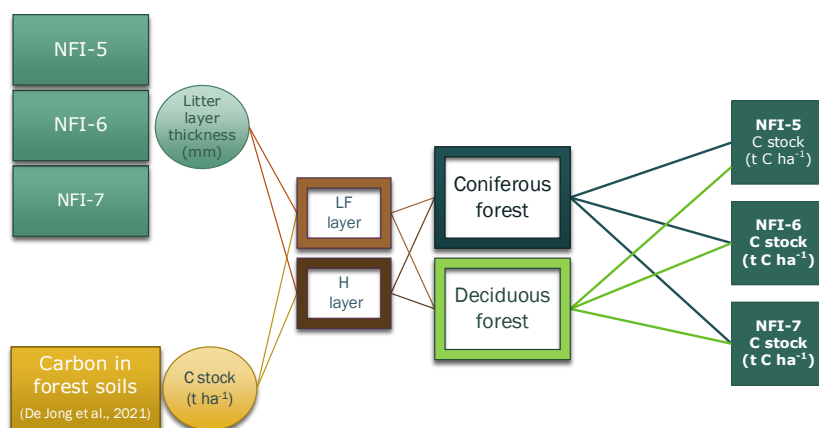 NFI-5
NFI-6
NFI-7
Litter
layer
thickness
(mm)
Carbon in
forest soils
(De Jong et al., 2021)
C stock
(t ha⁻¹)
LF
layer
H
layer
Coniferous
forest
Deciduous
forest
NFI-5
C stock
(t C ha⁻¹)
NFI-6
C stock
(t C ha⁻¹)
NFI-7
C stock
(t C ha⁻¹)